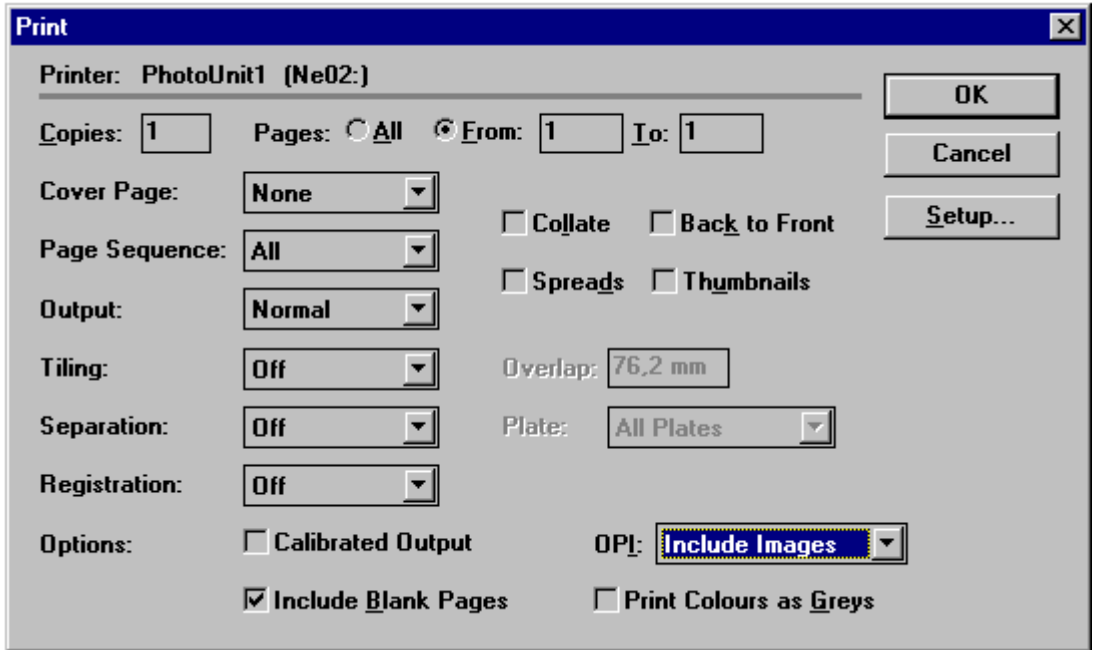 Print
Printer: PhotoUnit1 (Ne02:)
OK
Copies: 1 Pages: All From: 1 To: 1
Cancel
Cover Page: None
Setup...
Collate Back to Front
Page Sequence: All
Spreads Thumbnails
Output: Normal
Tiling: Off Overlap: 76,2 mm
Separation: Off Plate: All Plates
Registration: Off
Options: Calibrated Output OPI: Include Images
Include Blank Pages Print Colours as Greys